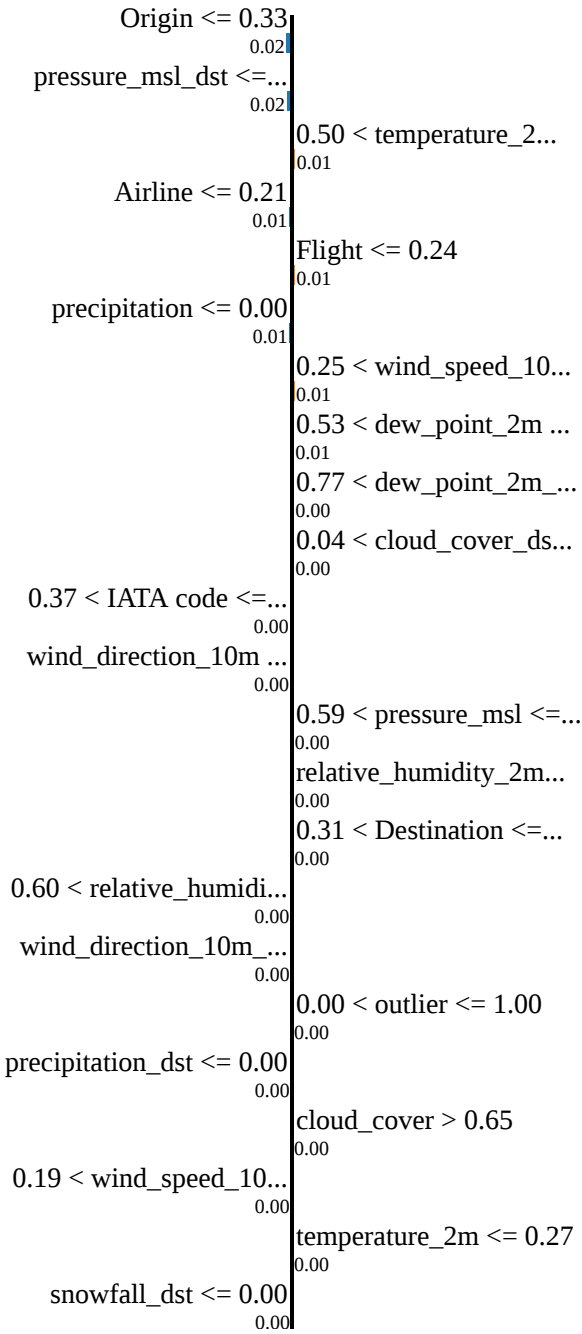 Origin <= 0.33
0.02
pressure_msl_dst <=...
0.02
0.50 < temperature_2...
0.01
Airline <= 0.21
0.01
Flight <= 0.24
0.01
precipitation <= 0.00
0.01
0.25 < wind_speed_10...
0.01
0.53 < dew_point_2m ...
0.01
0.77 < dew_point_2m_...
0.00
0.04 < cloud_cover_ds...
0.00
0.37 < IATA code <=...
0.00
wind_direction_10m ...
0.00
0.59 < pressure_msl <=...
0.00
relative_humidity_2m...
0.00
0.31 < Destination <=...
0.00
0.60 < relative_humidi...
0.00
wind_direction_10m_...
0.00
0.00 < outlier <= 1.00
0.00
precipitation_dst <= 0.00
0.00
cloud_cover > 0.65
0.00
0.19 < wind_speed_10...
0.00
temperature_2m <= 0.27
0.00
snowfall_dst <= 0.00
0.00